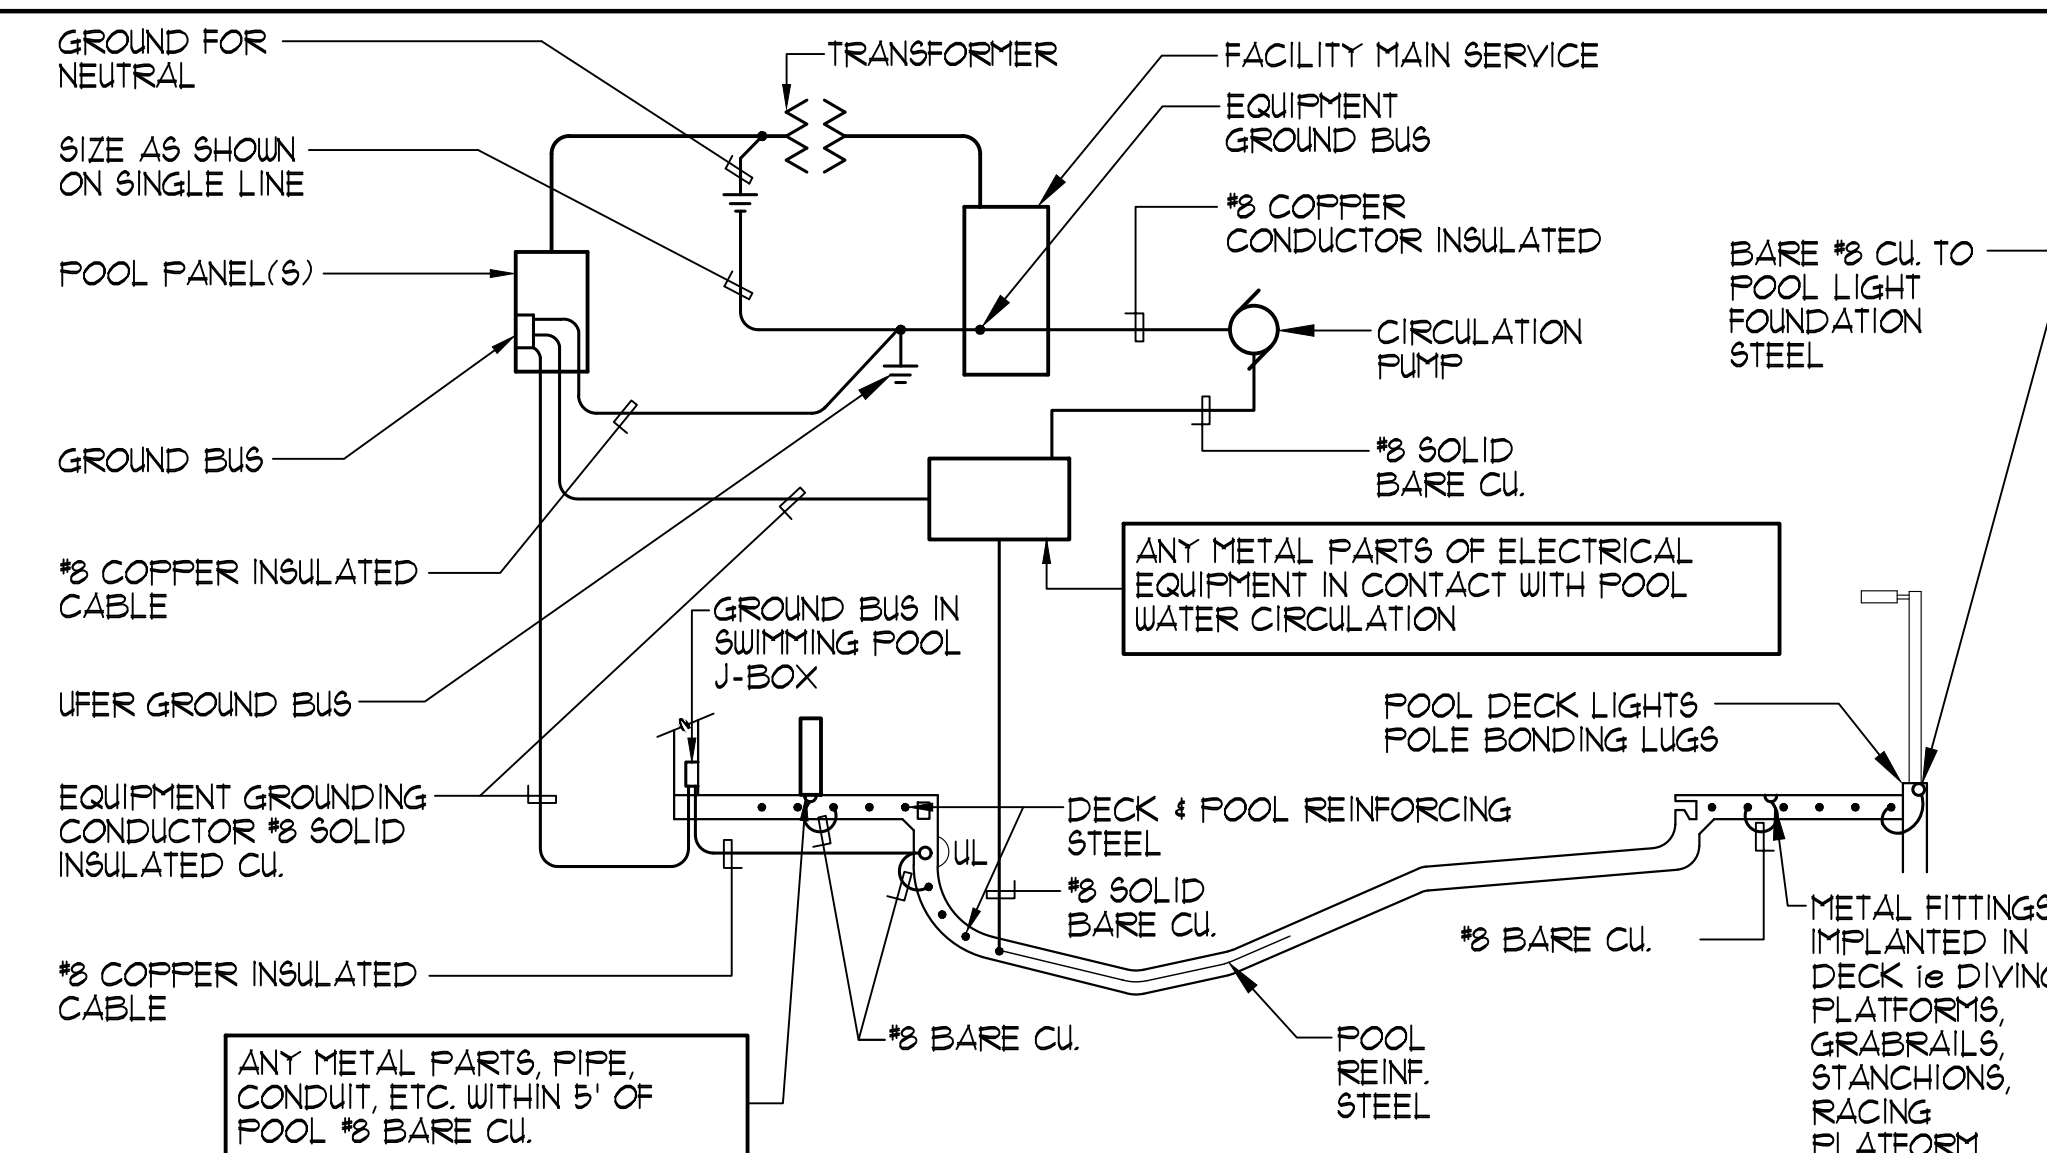 GROUND FOR
NEUTRAL
TRANSFORMER
FACILITY MAIN SERVICE
EQUIPMENT
GROUND BUS
SIZE AS SHOWN
ON SINGLE LINE
#8 COPPER
CONDUCTOR INSULATED
BARE #8 CU. TO
POOL LIGHT
FOUNDATION
STEEL
POOL PANEL(S)
CIRCULATION
PUMP
GROUND BUS
#8 SOLID
BARE CU.
ANY METAL PARTS OF ELECTRICAL
EQUIPMENT IN CONTACT WITH POOL
WATER CIRCULATION
#8 COPPER INSULATED
CABLE
GROUND BUS IN
SWIMMING POOL
J-BOX
UFER GROUND BUS
POOL DECK LIGHTS
POLE BONDING LUGS
EQUIPMENT GROUNDING
CONDUCTOR #8 SOLID
INSULATED CU.
DECK & POOL REINFORCING
STEEL
UL
#8 SOLID
BARE CU.
#8 BARE CU.
METAL FITTINGS
IMPLANTED IN
DECK ie DIVING
PLATFORMS,
GRABRAILS,
STANCHIONS,
RACING
PLATFORM
#8 COPPER INSULATED
CABLE
#8 BARE CU.
POOL
REINF.
STEEL
ANY METAL PARTS, PIPE,
CONDUIT, ETC. WITHIN 5' OF
POOL #8 BARE CU.